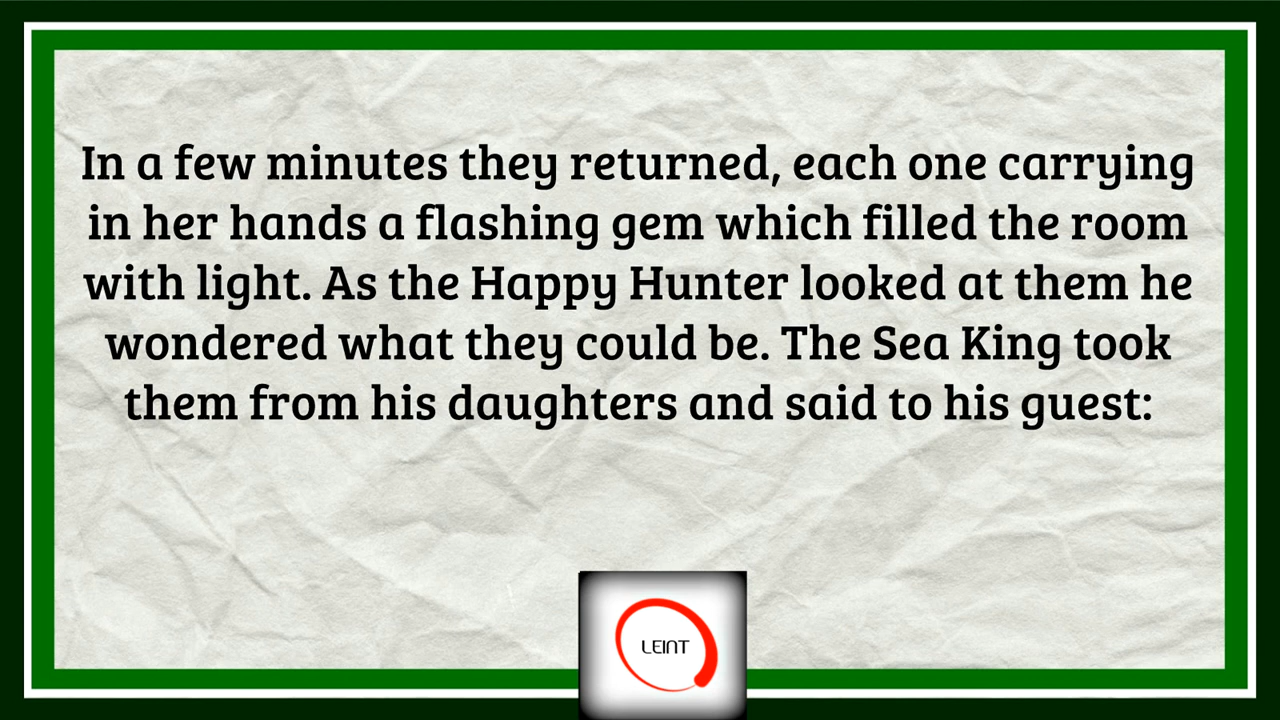 In a few minutes they returned, each one carrying
in her hands a flashing gem which filled the room
with light. As the Happy Hunter looked at them he
wondered what they could be. The Sea King took
them from his daughters and said to his guest:
LEINT